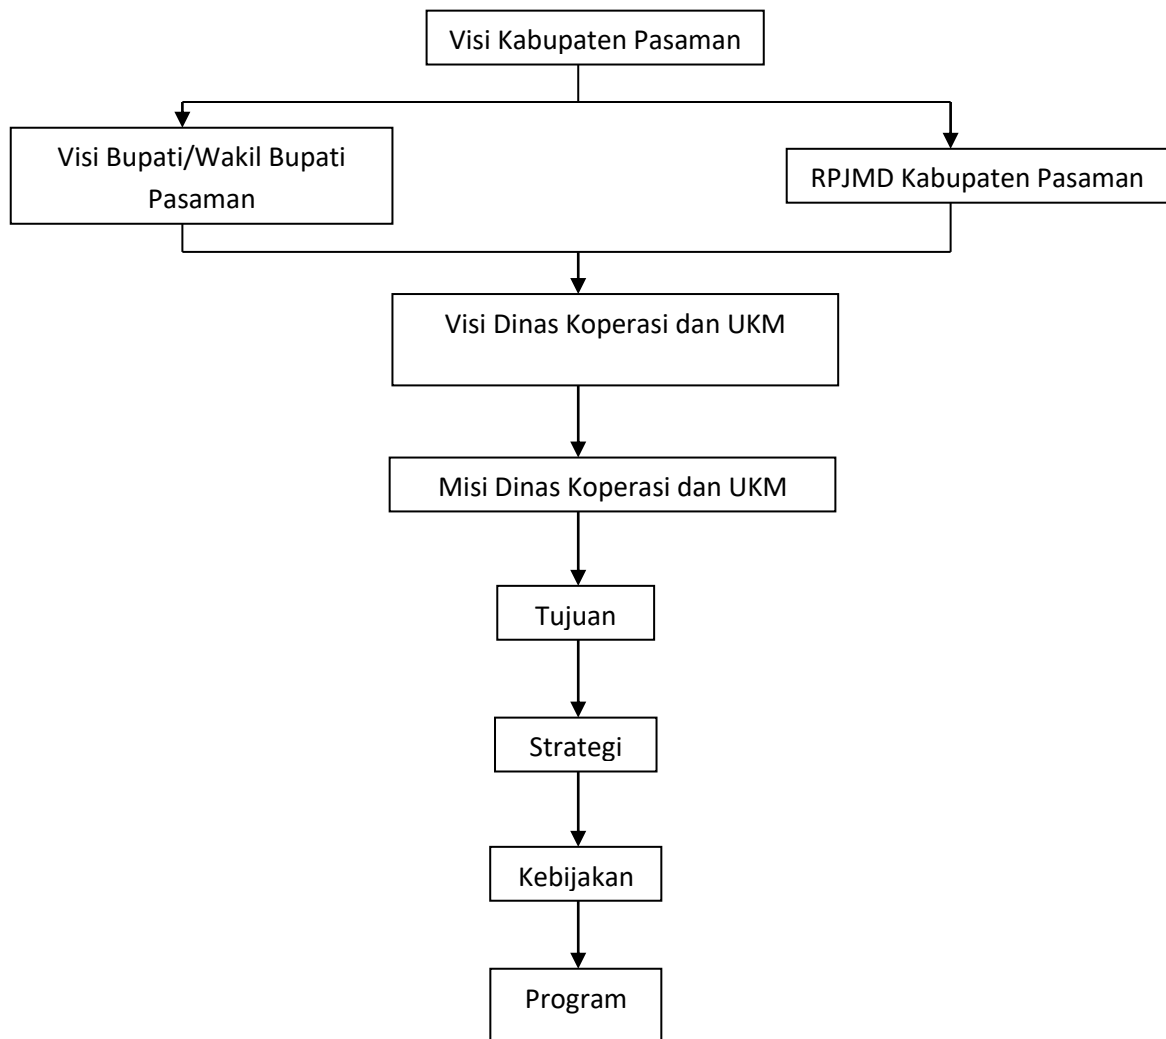 Visi Kabupaten Pasaman
Visi Bupati/Wakil Bupati
Pasaman
RPJMD Kabupaten Pasaman
Visi Dinas Koperasi dan UKM
Misi Dinas Koperasi dan UKM
Tujuan
Strategi
Kebijakan
Program